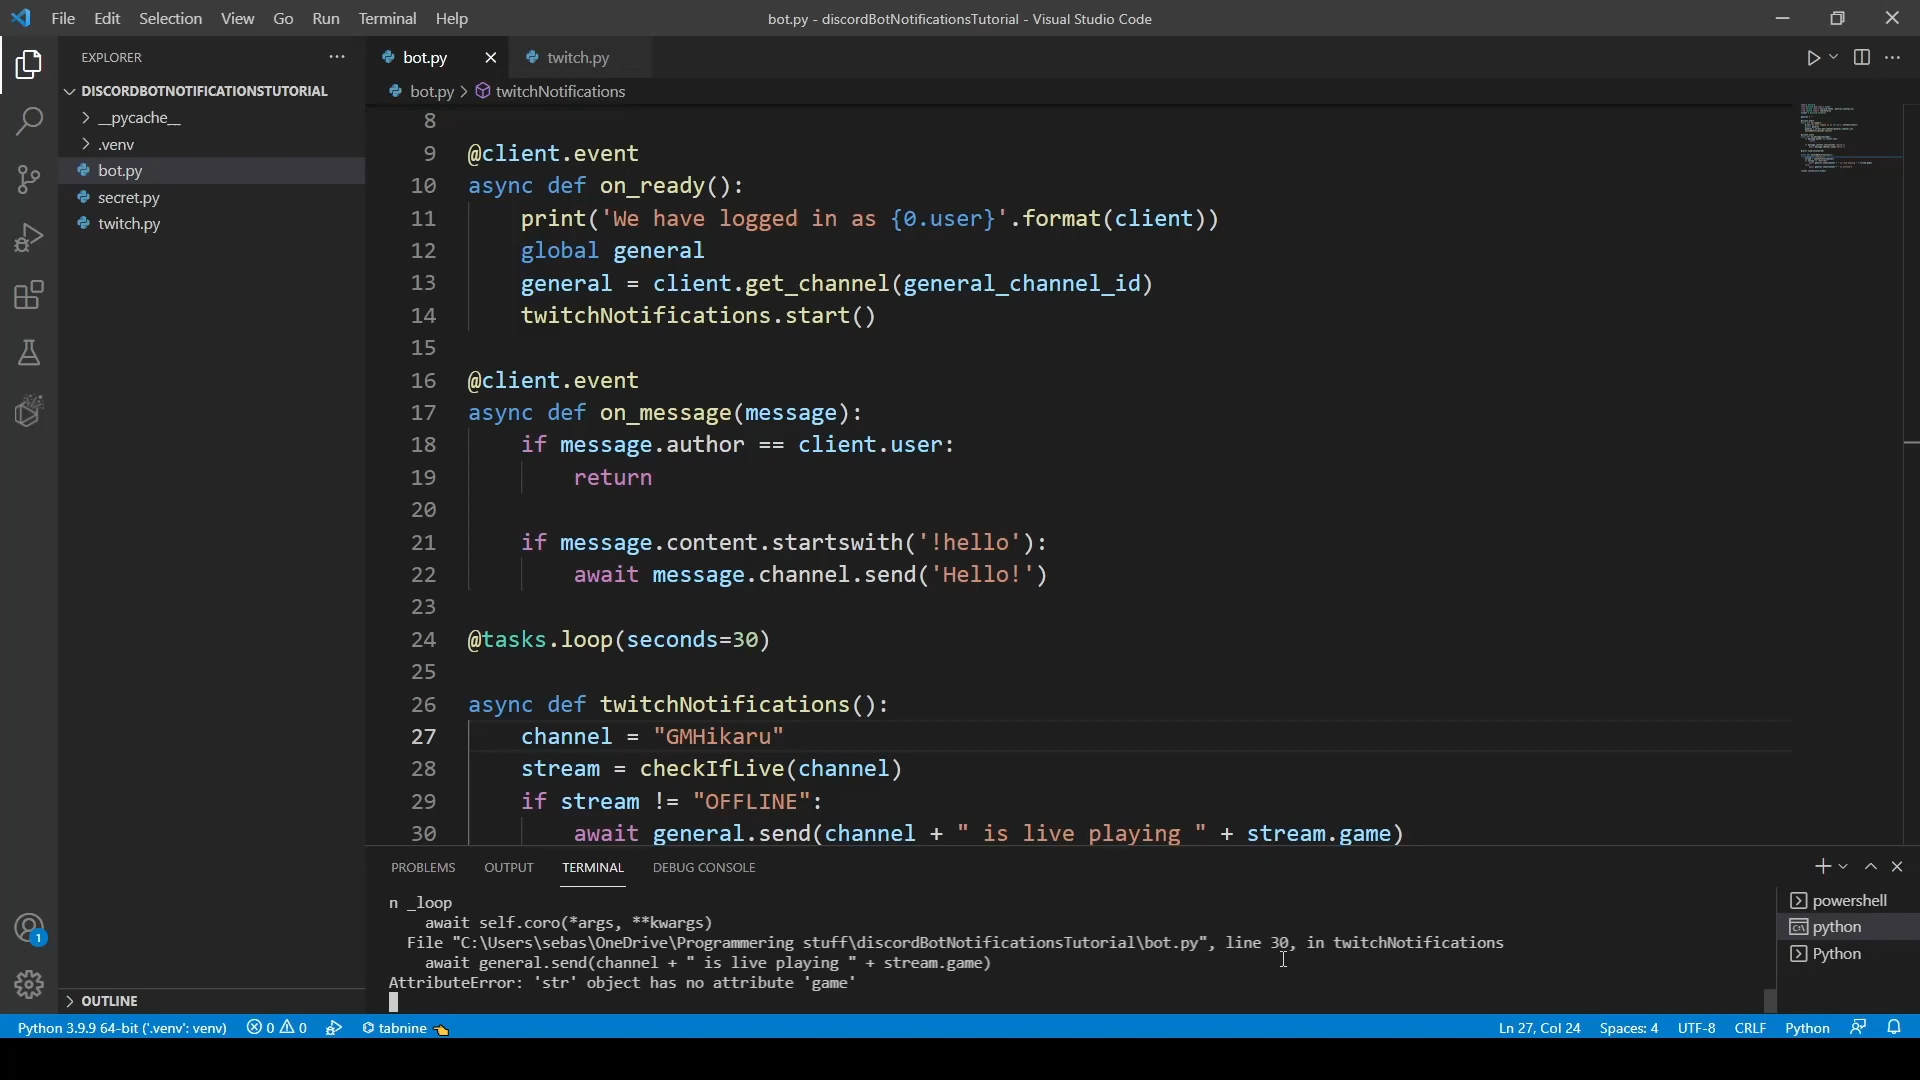 File Edit Selection View Go Run Terminal Help
bot.py - discordBotNotificationsTutorial - Visual Studio Code
EXPLORER
DISCORDBOTNOTIFICATIONSTUTORIAL
__pycache__
.venv
bot.py
secret.py
twitch.py
OUTLINE
bot.py
twitch.py
bot.py > twitchNotifications
8
9 @client.event
10 async def on_ready():
11 print('We have logged in as {0.user}'.format(client))
12 global general
13 general = client.get_channel(general_channel_id)
14 twitchNotifications.start()
15
16 @client.event
17 async def on_message(message):
18 if message.author == client.user:
19 return
20
21 if message.content.startswith('!hello'):
22 await message.channel.send('Hello!')
23
24 @tasks.loop(seconds=30)
25
26 async def twitchNotifications():
27 channel = "GMHikaru"
28 stream = checkIfLive(channel)
29 if stream != "OFFLINE":
30 await general.send(channel + " is live playing " + stream.game)
PROBLEMS OUTPUT TERMINAL DEBUG CONSOLE
n _loop
await self.coro(*args, **kwargs)
File "C:\Users\sebas\OneDrive\Programmering stuff\discordBotNotificationsTutorial\bot.py", line 30, in twitchNotifications
await general.send(channel + " is live playing " + stream.game)
AttributeError: 'str' object has no attribute 'game'
powershell
python
Python
1
Python 3.9.9 64-bit ('.venv': venv) 0 0 tabnine Ln 27, Col 24 Spaces: 4 UTF-8 CRLF Python